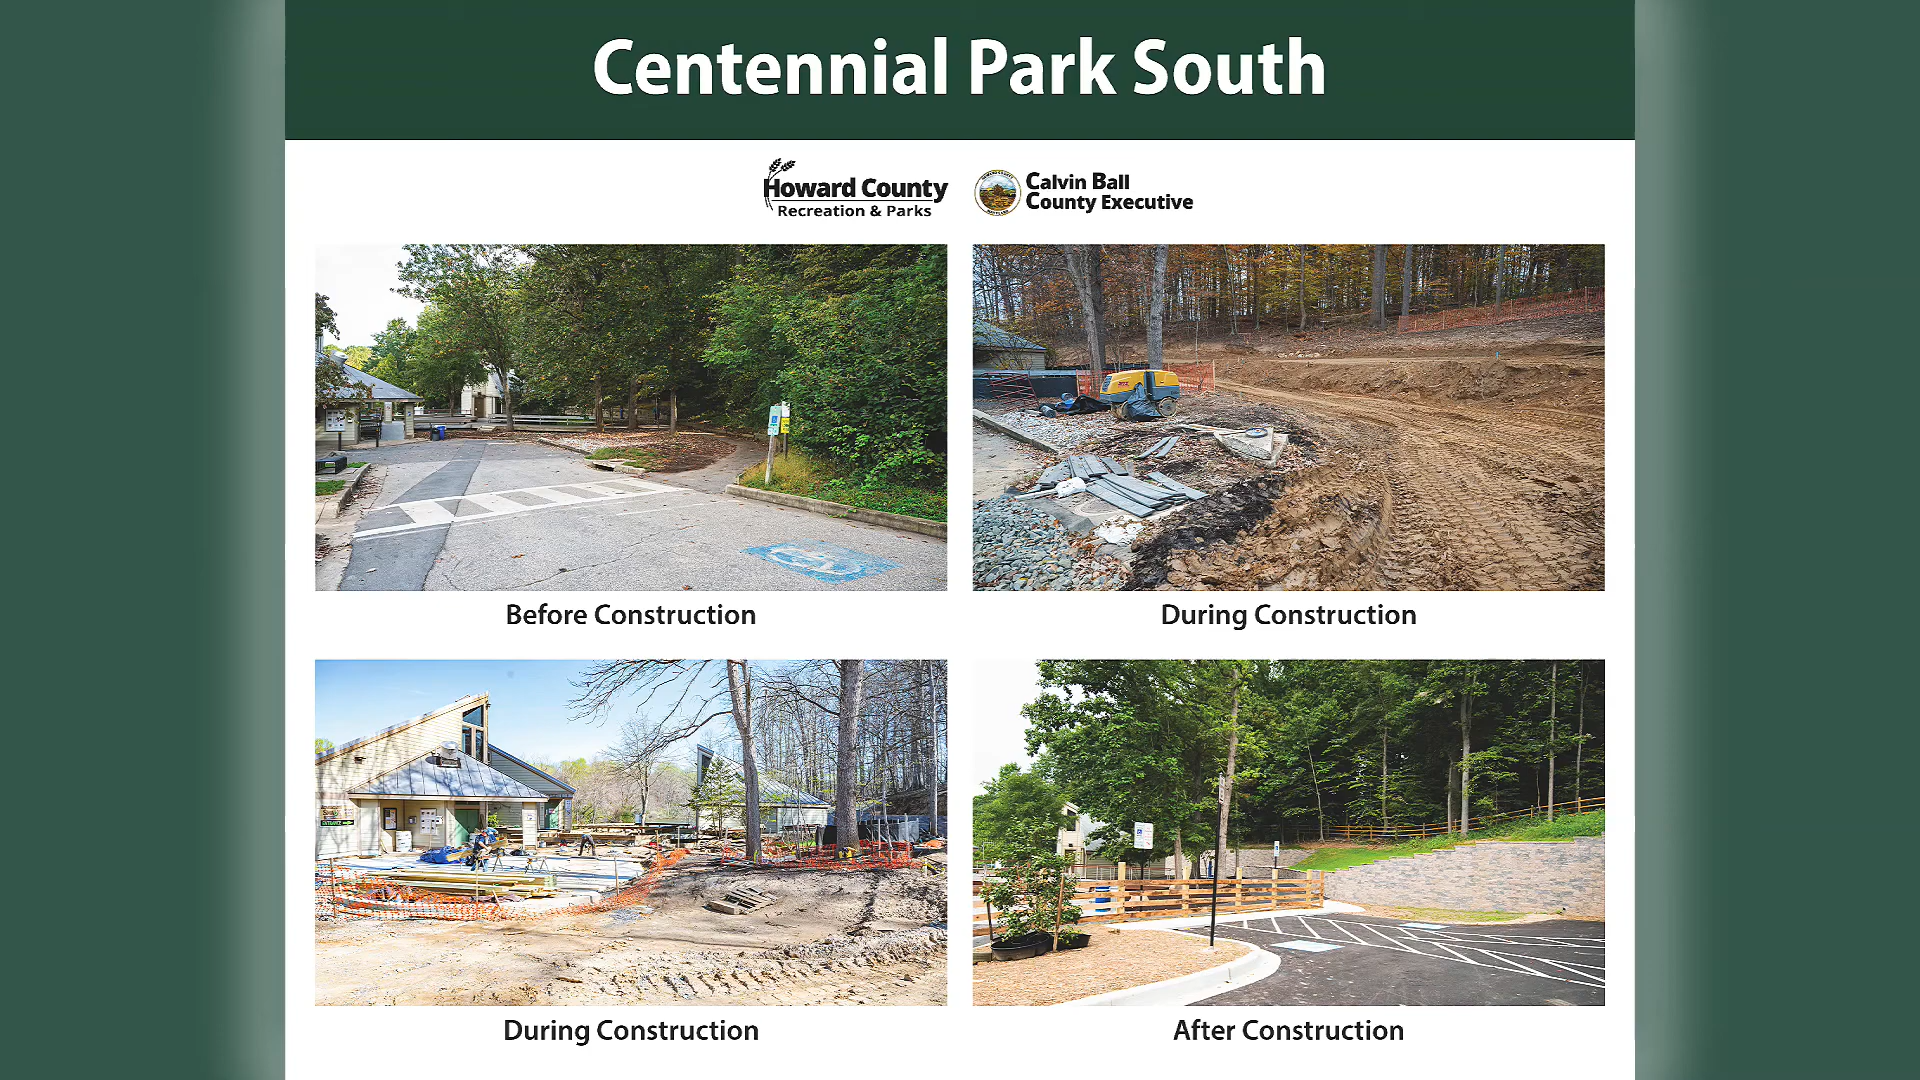 Centennial Park South
Howard County
Recreation & Parks
Calvin Ball
County Executive
Before Construction
During Construction
During Construction
After Construction